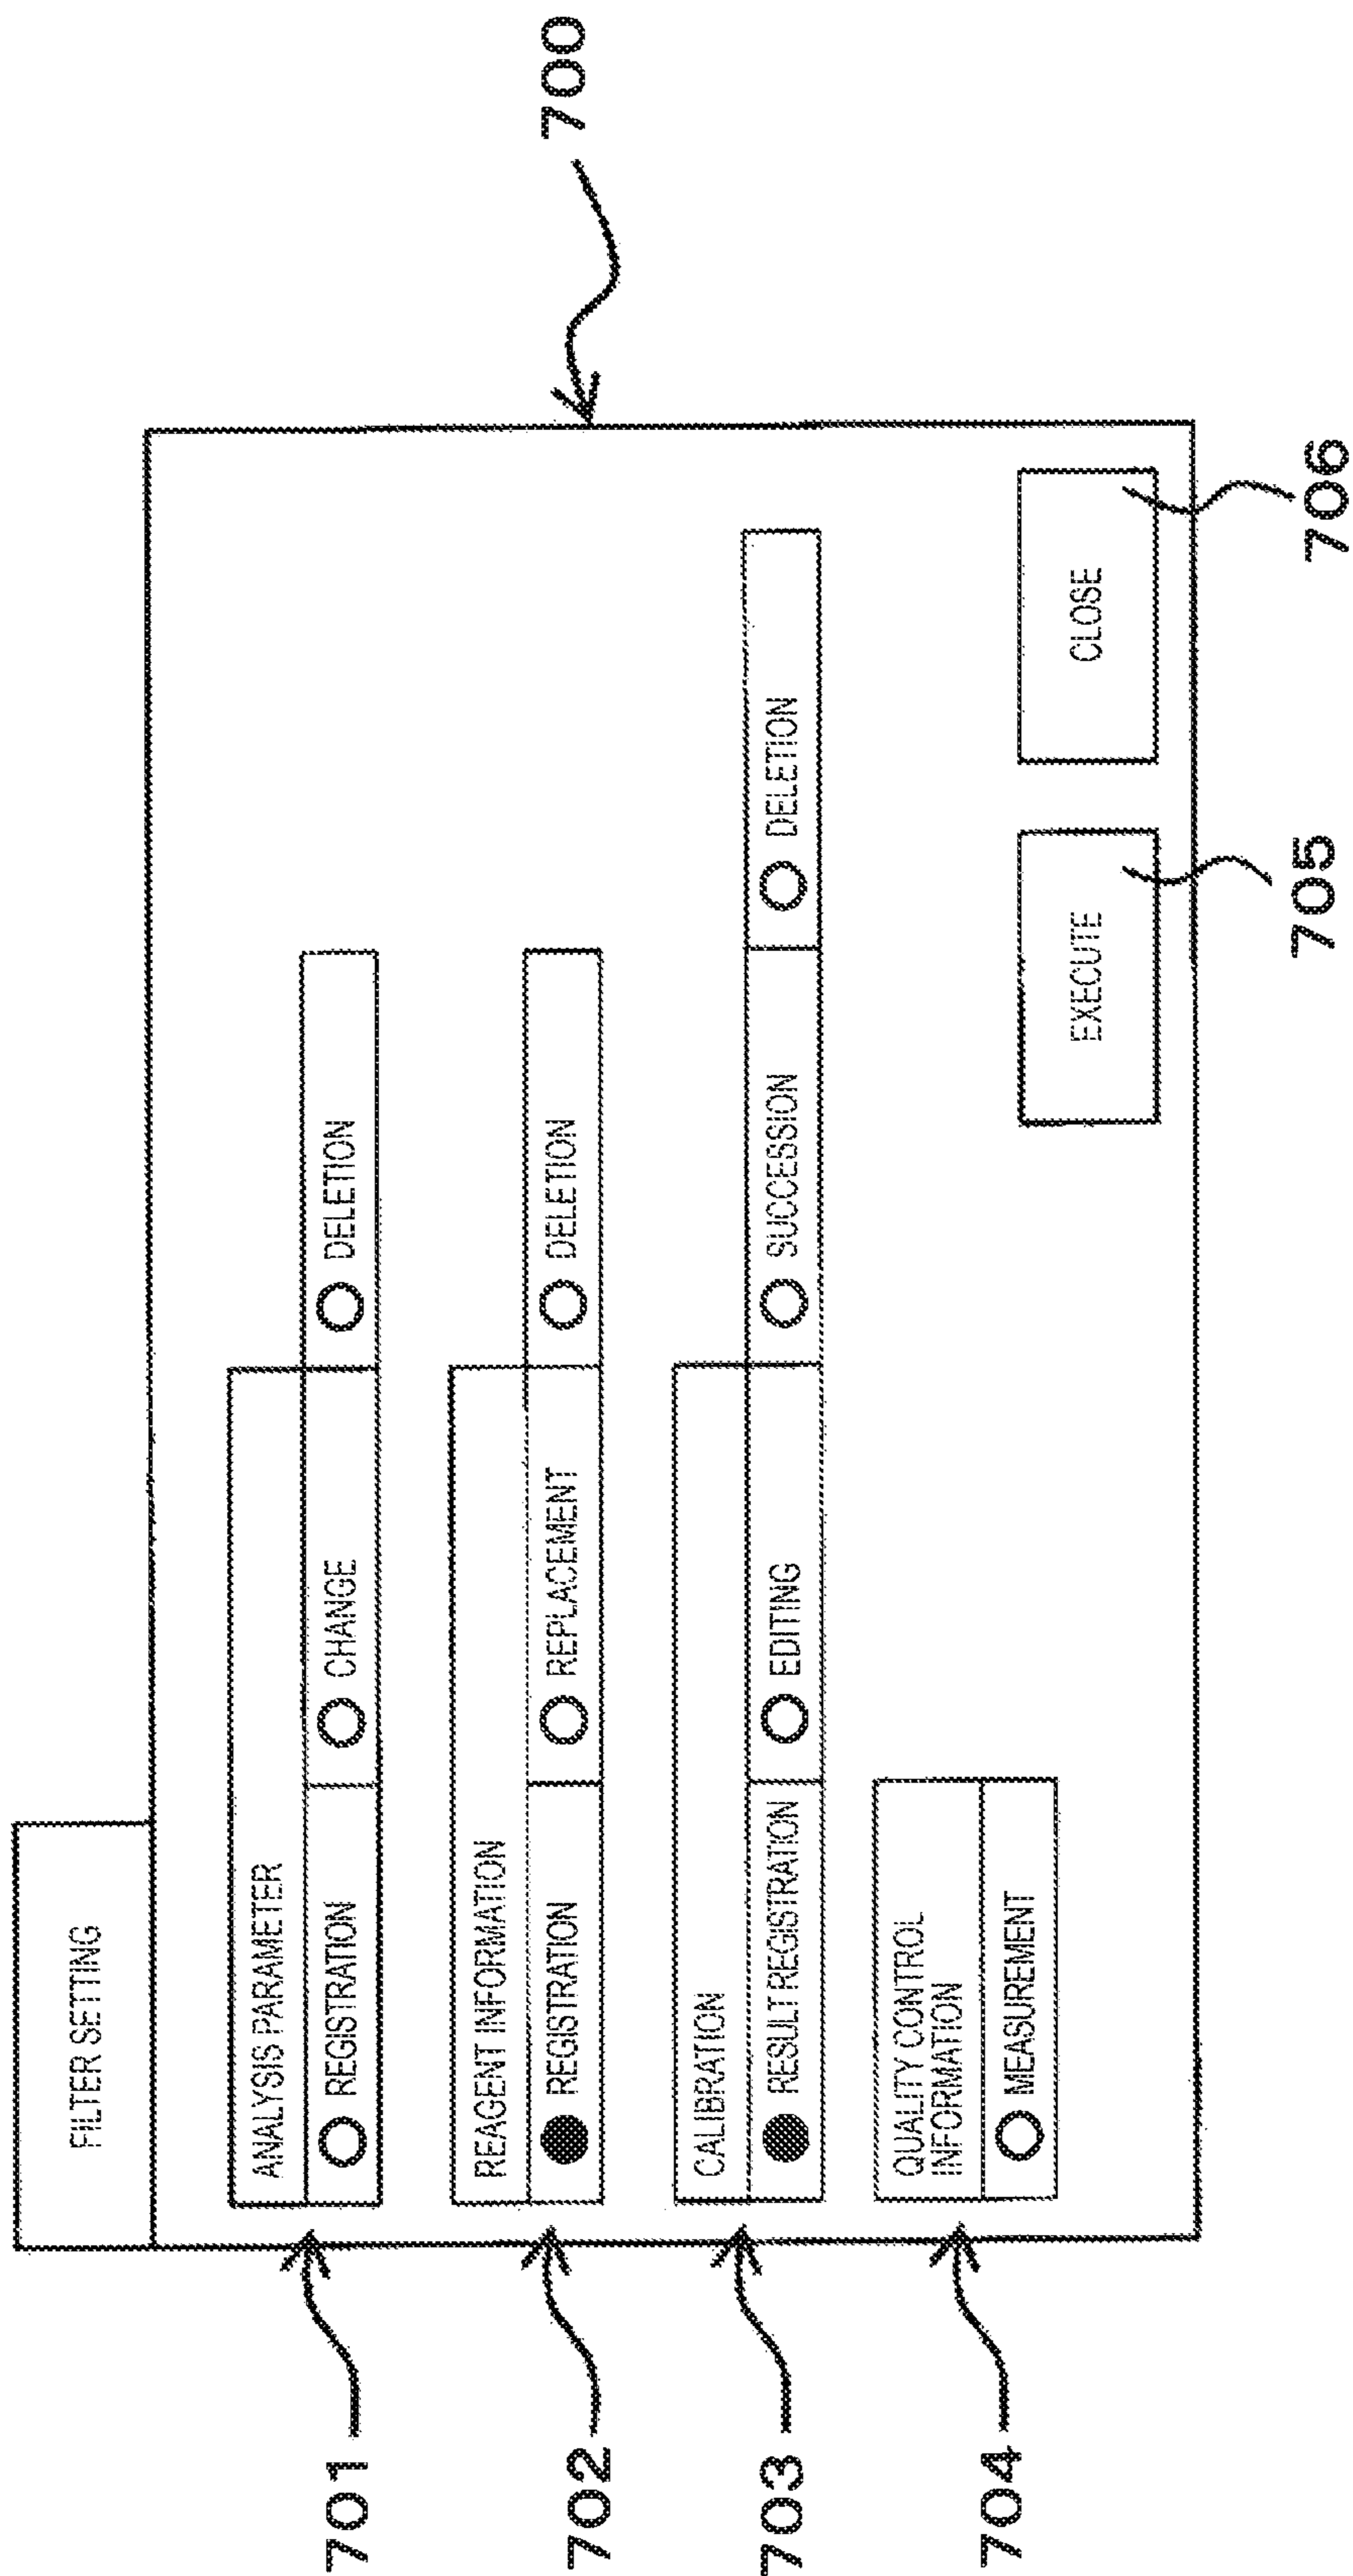 FILTER SETTING
700
701
ANALYSIS PARAMETER
REGISTRATION CHANGE DELETION
702
REAGENT INFORMATION
REGISTRATION REPLACEMENT DELETION
703
CALIBRATION
RESULT REGISTRATION EDITING SUCCESSION DELETION
704
QUALITY CONTROL
INFORMATION
MEASUREMENT
EXECUTE CLOSE
705 706